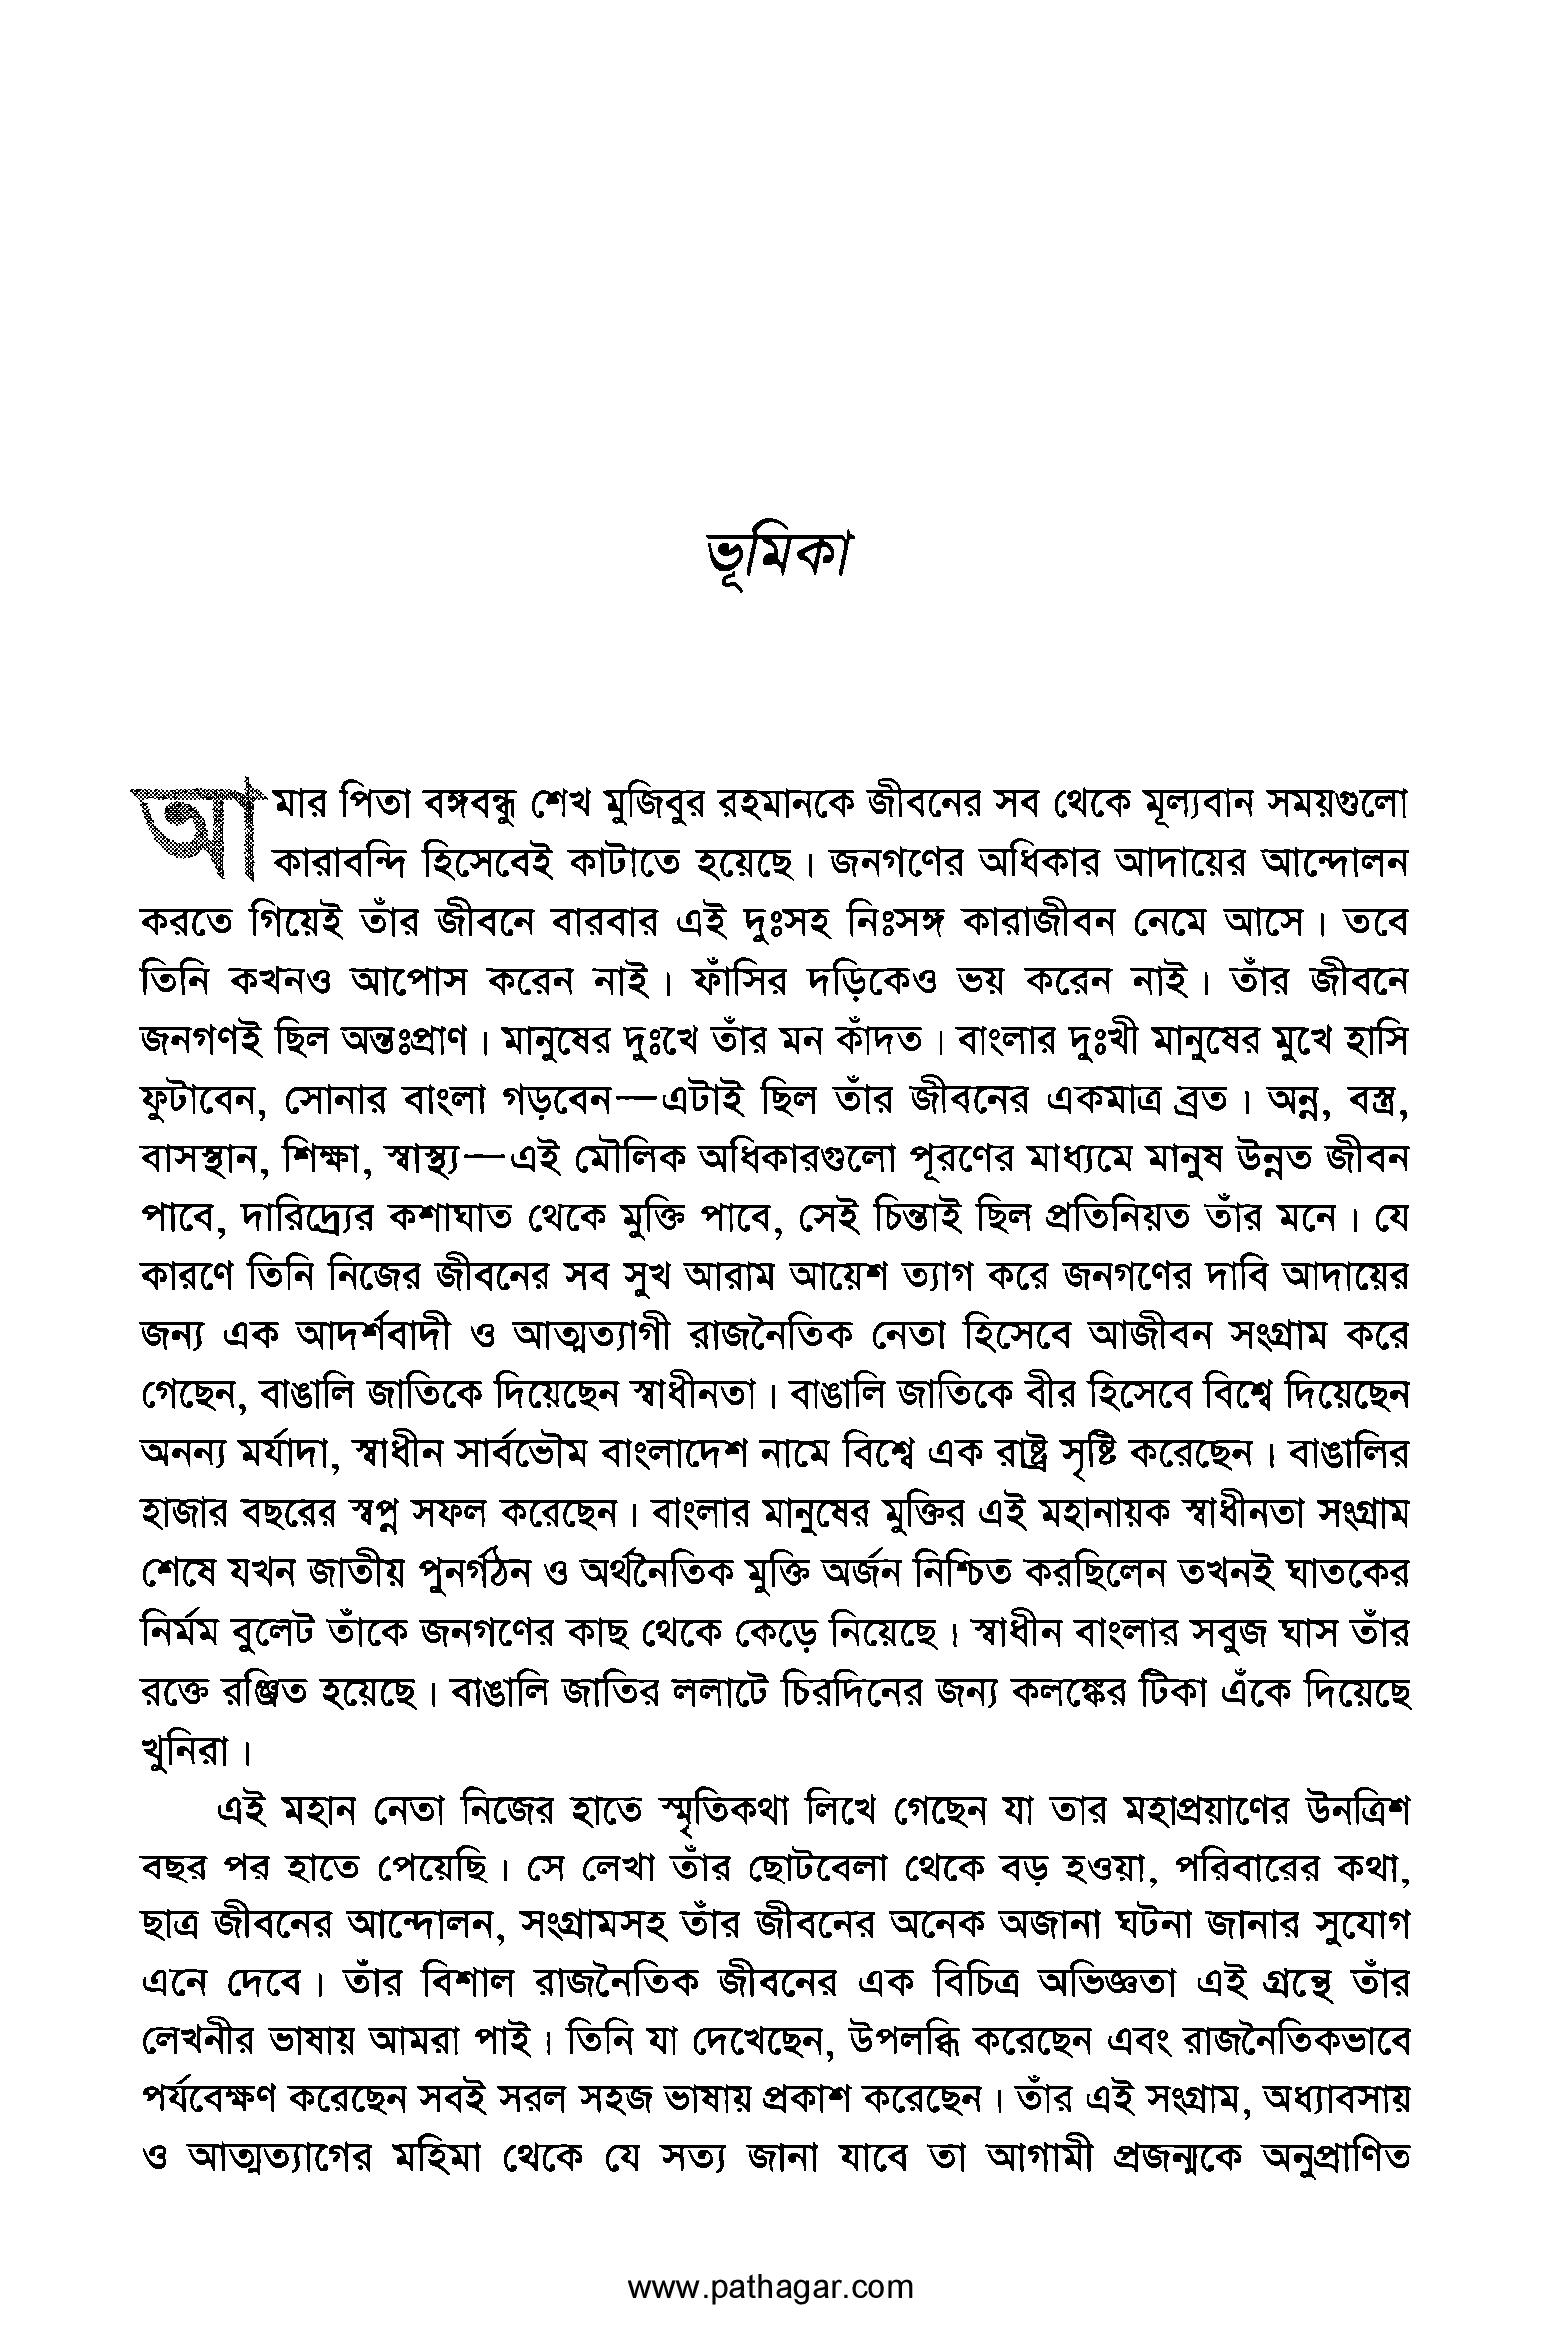 ভূমিকা
আমার পিতা বঙ্গবন্ধু শেখ মুজিবুর রহমানকে জীবনের সব থেকে মূল্যবান সময়গুলো
কারাবন্দি হিসেবেই কাটাতে হয়েছে। জনগণের অধিকার আদায়ের আন্দোলন
করতে গিয়েই তাঁর জীবনে বারবার এই দুঃসহ নিঃসঙ্গ কারাজীবন নেমে আসে। তবে
তিনি কখনও আপোস করেন নাই। ফাঁসির দড়িকেও ভয় করেন নাই। তাঁর জীবনে
জনগণই ছিল অন্তঃপ্রাণ। মানুষের দুঃখে তাঁর মন কাঁদত। বাংলার দুঃখী মানুষের মুখে হাসি
ফুটাবেন, সোনার বাংলা গড়বেন—এটাই ছিল তাঁর জীবনের একমাত্র ব্রত। অন্ন, বস্ত্র,
বাসস্থান, শিক্ষা, স্বাস্থ্য—এই মৌলিক অধিকারগুলো পূরণের মাধ্যমে মানুষ উন্নত জীবন
পাবে, দারিদ্র্যের কশাঘাত থেকে মুক্তি পাবে, সেই চিন্তাই ছিল প্রতিনিয়ত তাঁর মনে। যে
কারণে তিনি নিজের জীবনের সব সুখ আরাম আয়েশ ত্যাগ করে জনগণের দাবি আদায়ের
জন্য এক আদর্শবাদী ও আত্মত্যাগী রাজনৈতিক নেতা হিসেবে আজীবন সংগ্রাম করে
গেছেন, বাঙালি জাতিকে দিয়েছেন স্বাধীনতা। বাঙালি জাতিকে বীর হিসেবে বিশ্বে দিয়েছেন
অনন্য মর্যাদা, স্বাধীন সার্বভৌম বাংলাদেশ নামে বিশ্বে এক রাষ্ট্র সৃষ্টি করেছেন। বাঙালির
হাজার বছরের স্বপ্ন সফল করেছেন। বাংলার মানুষের মুক্তির এই মহানায়ক স্বাধীনতা সংগ্রাম
শেষে যখন জাতীয় পুনর্গঠন ও অর্থনৈতিক মুক্তি অর্জন নিশ্চিত করছিলেন তখনই ঘাতকের
নির্মম বুলেট তাঁকে জনগণের কাছ থেকে কেড়ে নিয়েছে। স্বাধীন বাংলার সবুজ ঘাস তাঁর
রক্তে রঞ্জিত হয়েছে। বাঙালি জাতির ললাটে চিরদিনের জন্য কলঙ্কের টিকা এঁকে দিয়েছে
খুনিরা।
এই মহান নেতা নিজের হাতে স্মৃতিকথা লিখে গেছেন যা তার মহাপ্রয়াণের উনত্রিশ
বছর পর হাতে পেয়েছি। সে লেখা তাঁর ছোটবেলা থেকে বড় হওয়া, পরিবারের কথা,
ছাত্র জীবনের আন্দোলন, সংগ্রামসহ তাঁর জীবনের অনেক অজানা ঘটনা জানার সুযোগ
এনে দেবে। তাঁর বিশাল রাজনৈতিক জীবনের এক বিচিত্র অভিজ্ঞতা এই গ্রন্থে তাঁর
লেখনীর ভাষায় আমরা পাই। তিনি যা দেখেছেন, উপলব্ধি করেছেন এবং রাজনৈতিকভাবে
পর্যবেক্ষণ করেছেন সবই সরল সহজ ভাষায় প্রকাশ করেছেন। তাঁর এই সংগ্রাম, অধ্যাবসায়
ও আত্মত্যাগের মহিমা থেকে যে সত্য জানা যাবে তা আগামী প্রজন্মকে অনুপ্রাণিত
www.pathagar.com